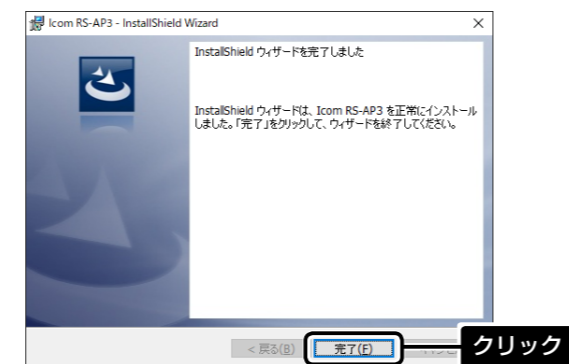 Icom RS-AP3 - InstallShield Wizard
InstallShield ウィザードを完了しました
InstallShield ウィザードは、Icom RS-AP3 を正常にインストール
しました。「完了」をクリックして、ウィザードを終了してください。
< 戻る(B)
完了(F)
クリック